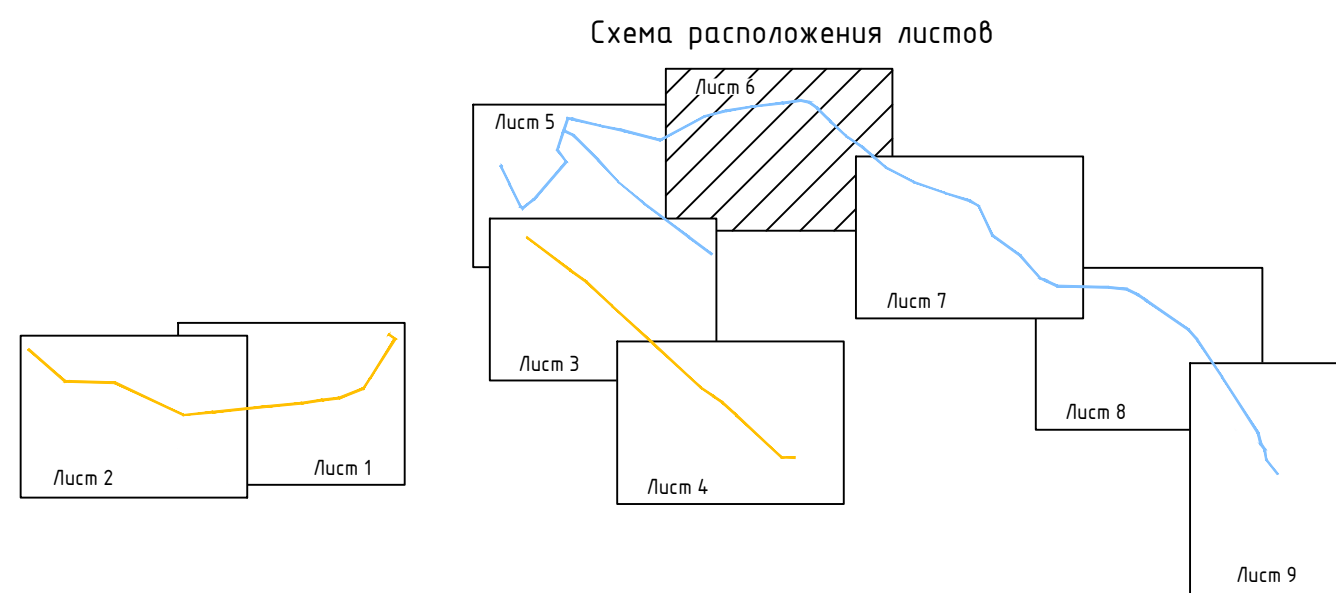 Схема расположения листов
Лист 6
Лист 5
Лист 7
Лист 3
Лист 8
Лист 1
Лист 2
Лист 4
Лист 9